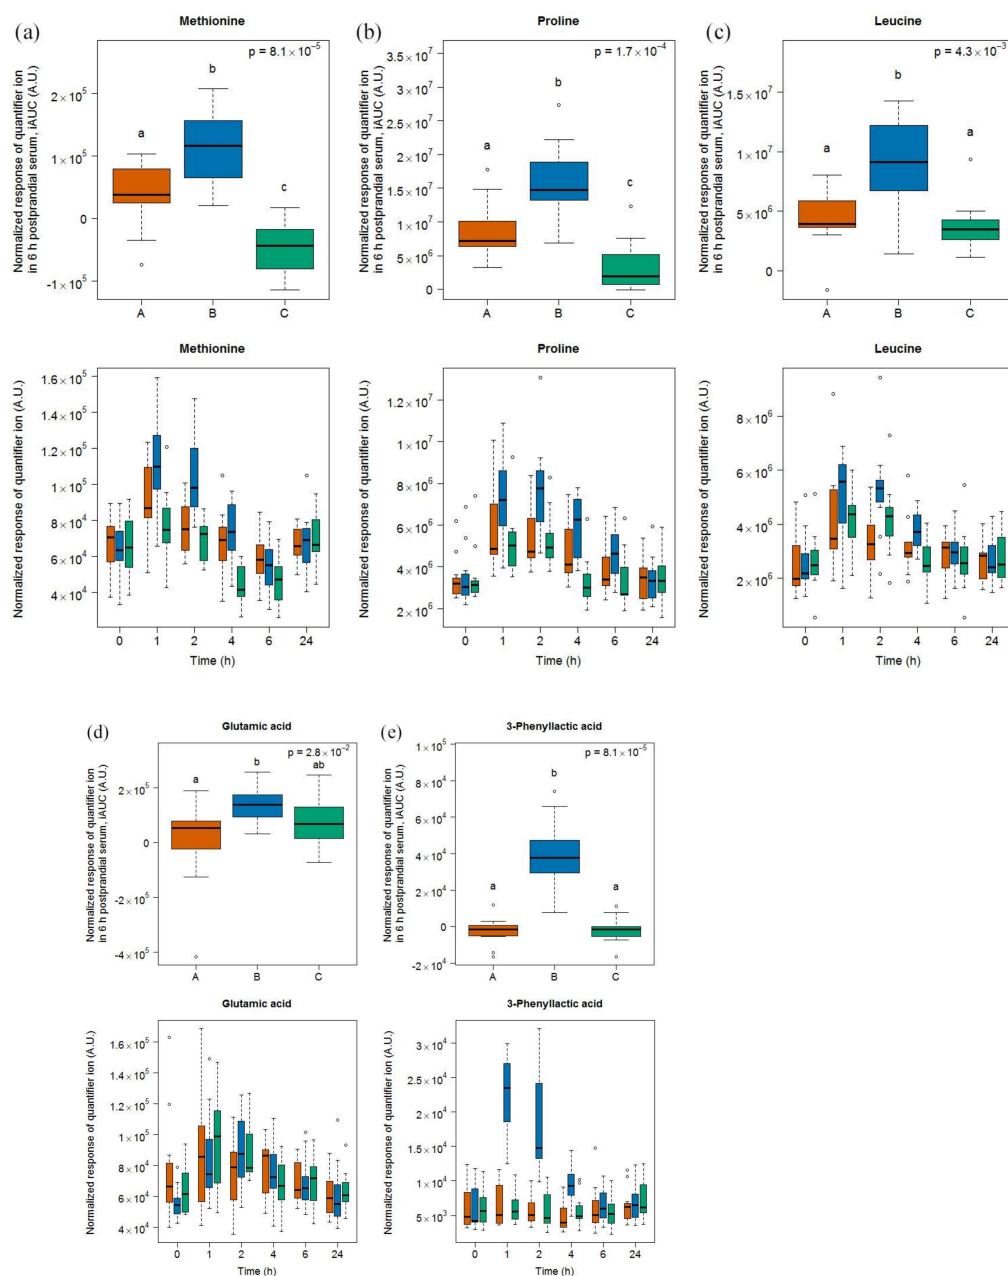 (a)
Methionine
p = 8.1 × 10⁻⁵
Normalized response of quantifier ion
in 6 h postprandial serum, iAUC (A.U.)
2 × 10⁵
1 × 10⁵
0
-1 × 10⁵
a
b
c
A B C
(b)
Proline
p = 1.7 × 10⁻⁴
Normalized response of quantifier ion
in 6 h postprandial serum, iAUC (A.U.)
3.5 × 10⁷
3 × 10⁷
2.5 × 10⁷
2 × 10⁷
1.5 × 10⁷
1 × 10⁷
5 × 10⁶
0
a
b
c
A B C
(c)
Leucine
p = 4.3 × 10⁻³
Normalized response of quantifier ion
in 6 h postprandial serum, iAUC (A.U.)
1.5 × 10⁷
1 × 10⁷
5 × 10⁶
0
a
b
a
A B C
Methionine
Normalized response of quantifier ion (A.U.)
1.6 × 10⁵
1.4 × 10⁵
1.2 × 10⁵
1 × 10⁵
8 × 10⁴
6 × 10⁴
4 × 10⁴
0 1 2 4 6 24
Time (h)
Proline
Normalized response of quantifier ion (A.U.)
1.2 × 10⁷
1 × 10⁷
8 × 10⁶
6 × 10⁶
4 × 10⁶
2 × 10⁶
0 1 2 4 6 24
Time (h)
Leucine
Normalized response of quantifier ion (A.U.)
8 × 10⁶
6 × 10⁶
4 × 10⁶
2 × 10⁶
0 1 2 4 6 24
Time (h)
(d)
Glutamic acid
p = 2.8 × 10⁻²
Normalized response of quantifier ion
in 6 h postprandial serum, iAUC (A.U.)
2 × 10⁵
0
-2 × 10⁵
-4 × 10⁵
a
b
ab
A B C
(e)
3-Phenyllactic acid
p = 8.1 × 10⁻⁵
Normalized response of quantifier ion
in 6 h postprandial serum, iAUC (A.U.)
1 × 10⁵
8 × 10⁴
6 × 10⁴
4 × 10⁴
2 × 10⁴
0
-2 × 10⁴
a
b
a
A B C
Glutamic acid
Normalized response of quantifier ion (A.U.)
1.6 × 10⁵
1.4 × 10⁵
1.2 × 10⁵
1 × 10⁵
8 × 10⁴
6 × 10⁴
4 × 10⁴
0 1 2 4 6 24
Time (h)
3-Phenyllactic acid
Normalized response of quantifier ion (A.U.)
3 × 10⁴
2.5 × 10⁴
2 × 10⁴
1.5 × 10⁴
1 × 10⁴
5 × 10³
0 1 2 4 6 24
Time (h)